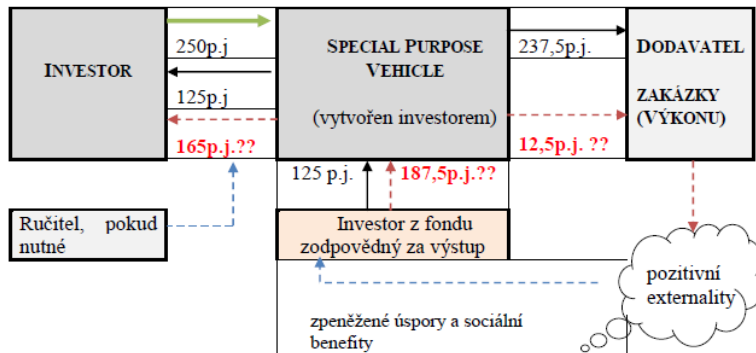 INVESTOR
250p.j
125p.j
165p.j.??
SPECIAL PURPOSE
VEHICLE
(vytvořen investorem)
237,5p.j.
12,5p.j. ??
DODAVATEL
ZAKÁZKY
(VÝKONU)
125 p.j.
187,5p.j.??
Ručitel, pokud
nutné
Investor z fondu
zodpovědný za výstup
pozitivní
externality
zpeněžené úspory a sociální
benefity